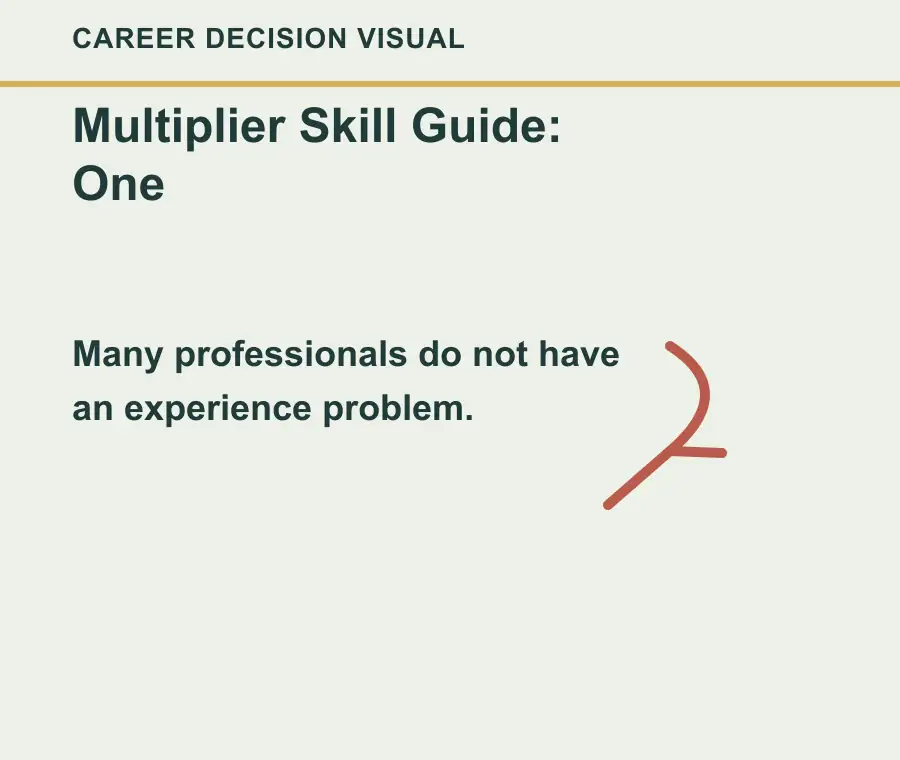 CAREER DECISION VISUAL
Multiplier Skill Guide:
One
Many professionals do not have
an experience problem.